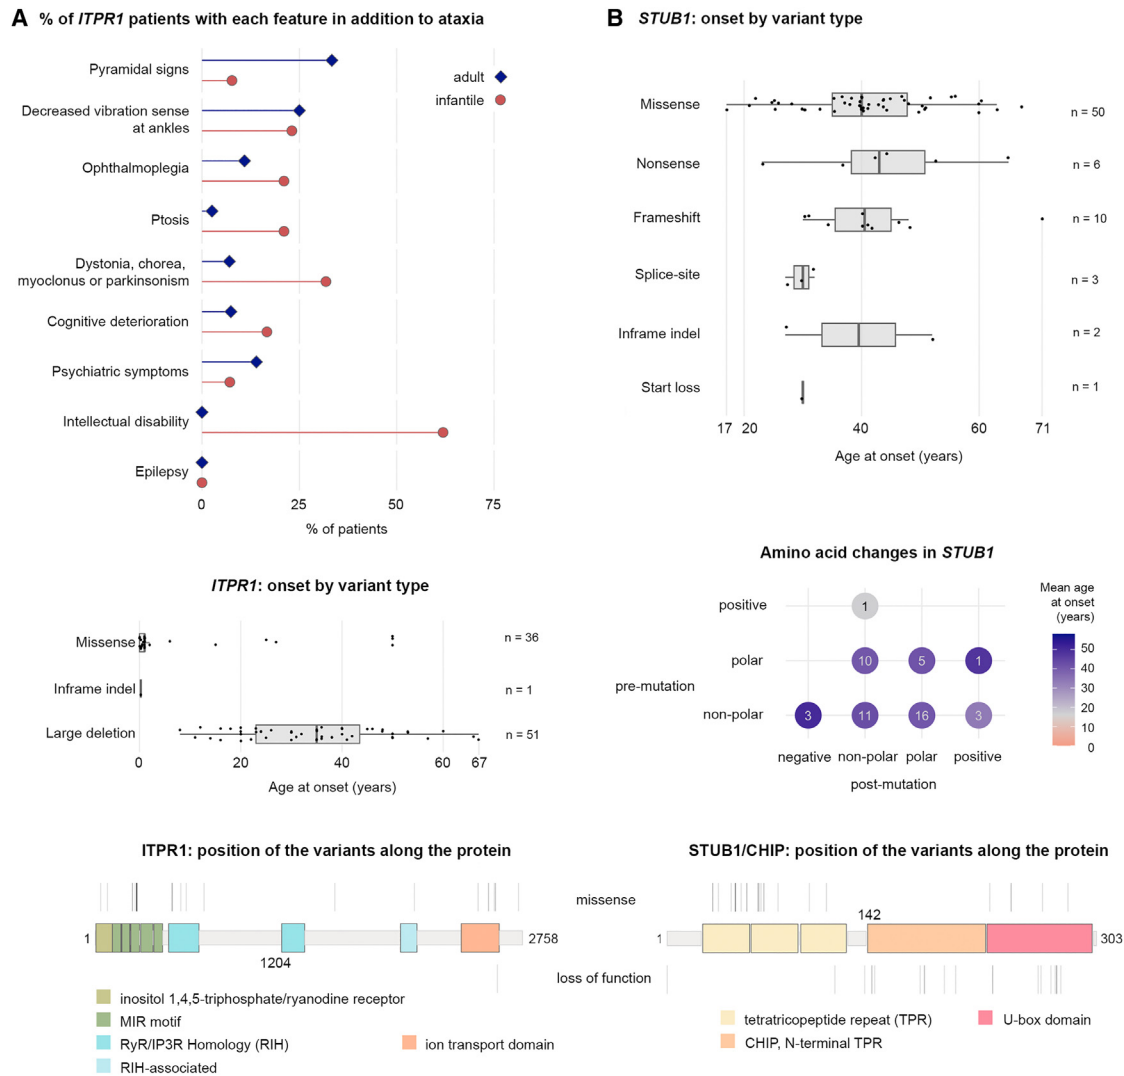 A % of ITPR1 patients with each feature in addition to ataxia
Pyramidal signs
Decreased vibration sense
at ankles
Ophthalmoplegia
Ptosis
Dystonia, chorea,
myoclonus or parkinsonism
Cognitive deterioration
Psychiatric symptoms
Intellectual disability
Epilepsy
adult
infantile
0 25 50 75
% of patients
ITPR1: onset by variant type
Missense n = 36
Inframe indel n = 1
Large deletion n = 51
0 20 40 60 67
Age at onset (years)
ITPR1: position of the variants along the protein
1 2758
1204
inositol 1,4,5-triphosphate/ryanodine receptor
MIR motif
RyR/IP3R Homology (RIH)
RIH-associated
ion transport domain
missense
loss of function
B STUB1: onset by variant type
Missense n = 50
Nonsense n = 6
Frameshift n = 10
Splice-site n = 3
Inframe indel n = 2
Start loss n = 1
17 20 40 60 71
Age at onset (years)
Amino acid changes in STUB1
positive 1
polar 10 5 1
pre-mutation
non-polar 3 11 16 3
negative non-polar polar positive
post-mutation
Mean age
at onset
(years)
50
40
30
20
10
0
STUB1/CHIP: position of the variants along the protein
142
1 303
tetratricopeptide repeat (TPR)
CHIP, N-terminal TPR
U-box domain